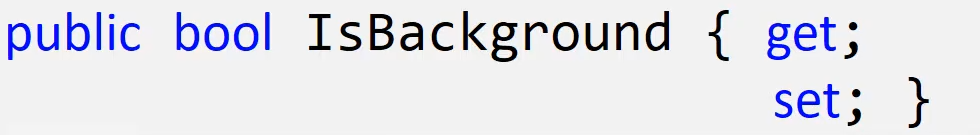 public bool IsBackground { get;
set; }